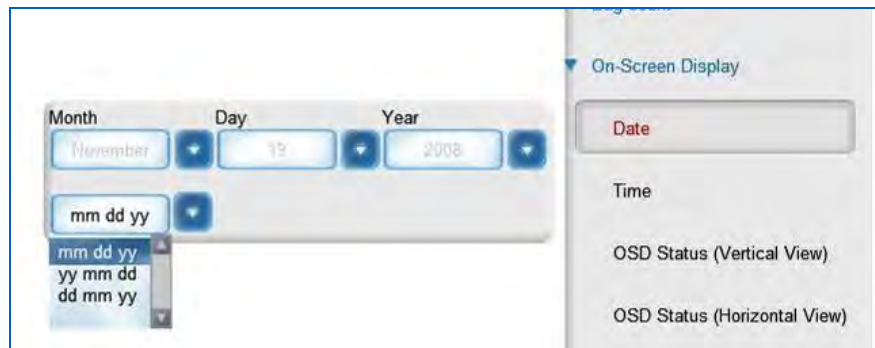 Month Day Year
November 19 2008
mm dd yy
mm dd yy
yy mm dd
dd mm yy
On-Screen Display
Date
Time
OSD Status (Vertical View)
OSD Status (Horizontal View)